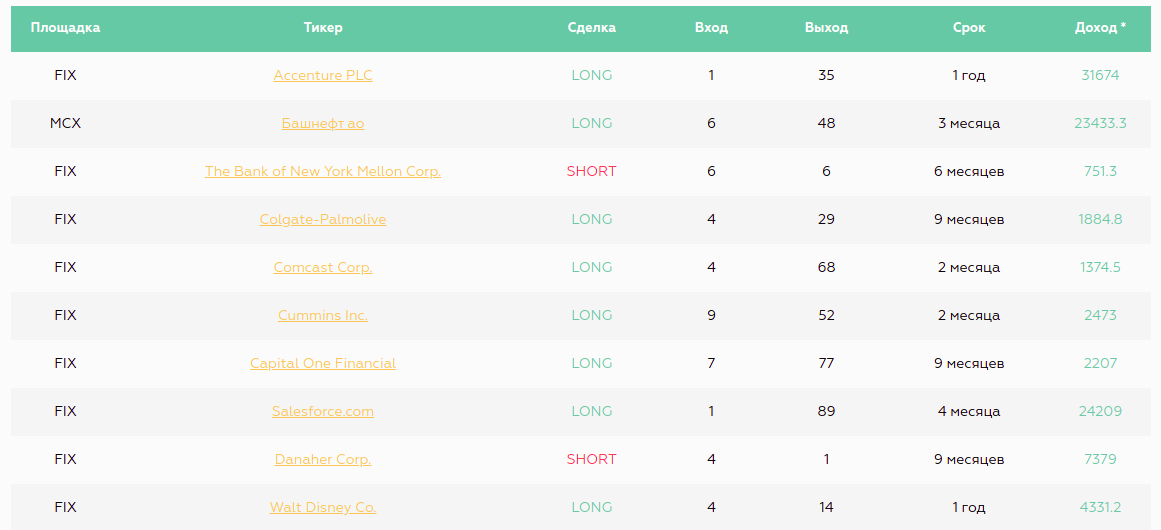 Площадка Тикер Сделка Вход Выход Срок Доход *
FIX Accenture PLC LONG 1 35 1 год 31674
MCX Башнефт ао LONG 6 48 3 месяца 23433.3
FIX The Bank of New York Mellon Corp. SHORT 6 6 6 месяцев 751.3
FIX Colgate-Palmolive LONG 4 29 9 месяцев 1884.8
FIX Comcast Corp. LONG 4 68 2 месяца 1374.5
FIX Cummins Inc. LONG 9 52 2 месяца 2473
FIX Capital One Financial LONG 7 77 9 месяцев 2207
FIX Salesforce.com LONG 1 89 4 месяца 24209
FIX Danaher Corp. SHORT 4 1 9 месяцев 7379
FIX Walt Disney Co. LONG 4 14 1 год 4331.2